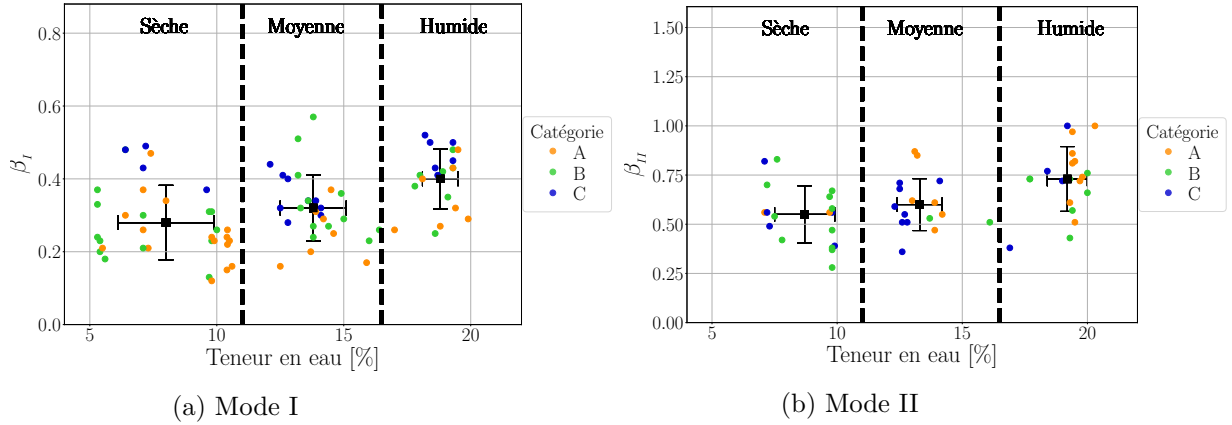 Sèche Moyenne Humide
0.8
0.6
0.4
0.2
0.0
β_I
5 10 15 20
Teneur en eau [%]
Catégorie
A
B
C
(a) Mode I
Sèche Moyenne Humide
1.50
1.25
1.00
0.75
0.50
0.25
0.00
β_II
5 10 15 20
Teneur en eau [%]
Catégorie
A
B
C
(b) Mode II